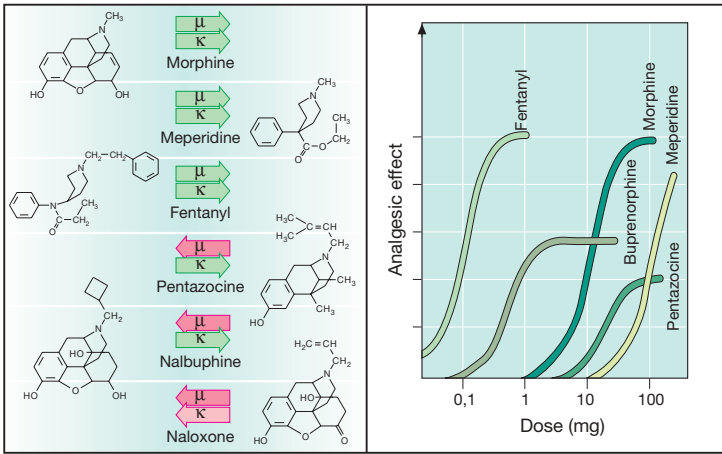 N
CH₃
HO
O
OH
μ
κ
Morphine
μ
κ
Meperidine
N
CH₃
C
O
O
CH₂
CH₃
N
CH₂
CH₂
N
C
O
CH₂
CH₃
μ
κ
Fentanyl
μ
κ
Pentazocine
H₃C
H₃C
C=CH
CH₂
N
CH₃
CH₃
HO
CH₂
N
HO
HO
O
OH
μ
κ
Nalbuphine
H₂C=CH
CH₂
N
HO
HO
O
O
μ
κ
Naloxone
Analgesic effect
Fentanyl
Buprenorphine
Morphine
Meperidine
Pentazocine
0,1
1
10
100
Dose (mg)